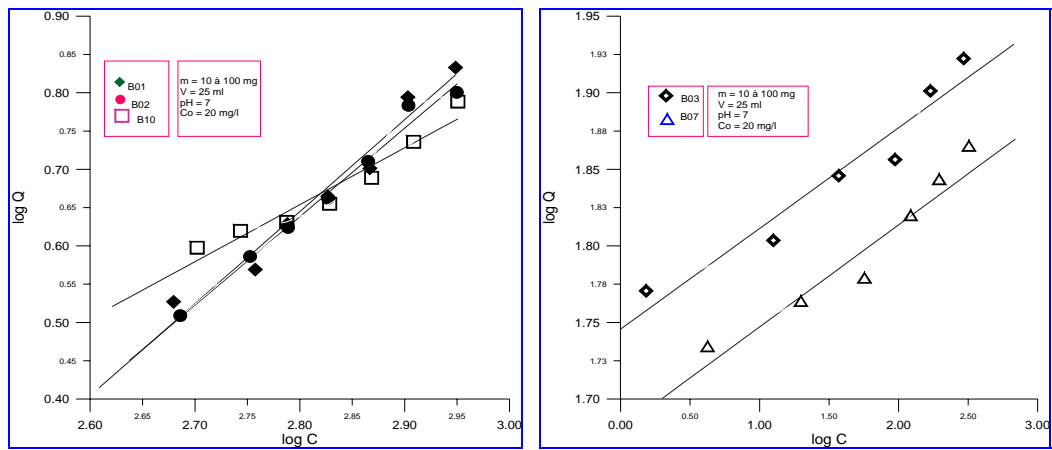 0.90
0.85
0.80
0.75
0.70
0.65
0.60
0.55
0.50
0.45
0.40
log Q
B01
B02
B10
m = 10 à 100 mg
V = 25 ml
pH = 7
Co = 20 mg/l
2.60 2.65 2.70 2.75 2.80 2.85 2.90 2.95 3.00
log C
1.95
1.93
1.90
1.88
1.85
1.83
1.80
1.78
1.75
1.73
1.70
log Q
B03
B07
m = 10 à 100 mg
V = 25 ml
pH = 7
Co = 20 mg/l
0.00 0.50 1.00 1.50 2.00 2.50 3.00
log C